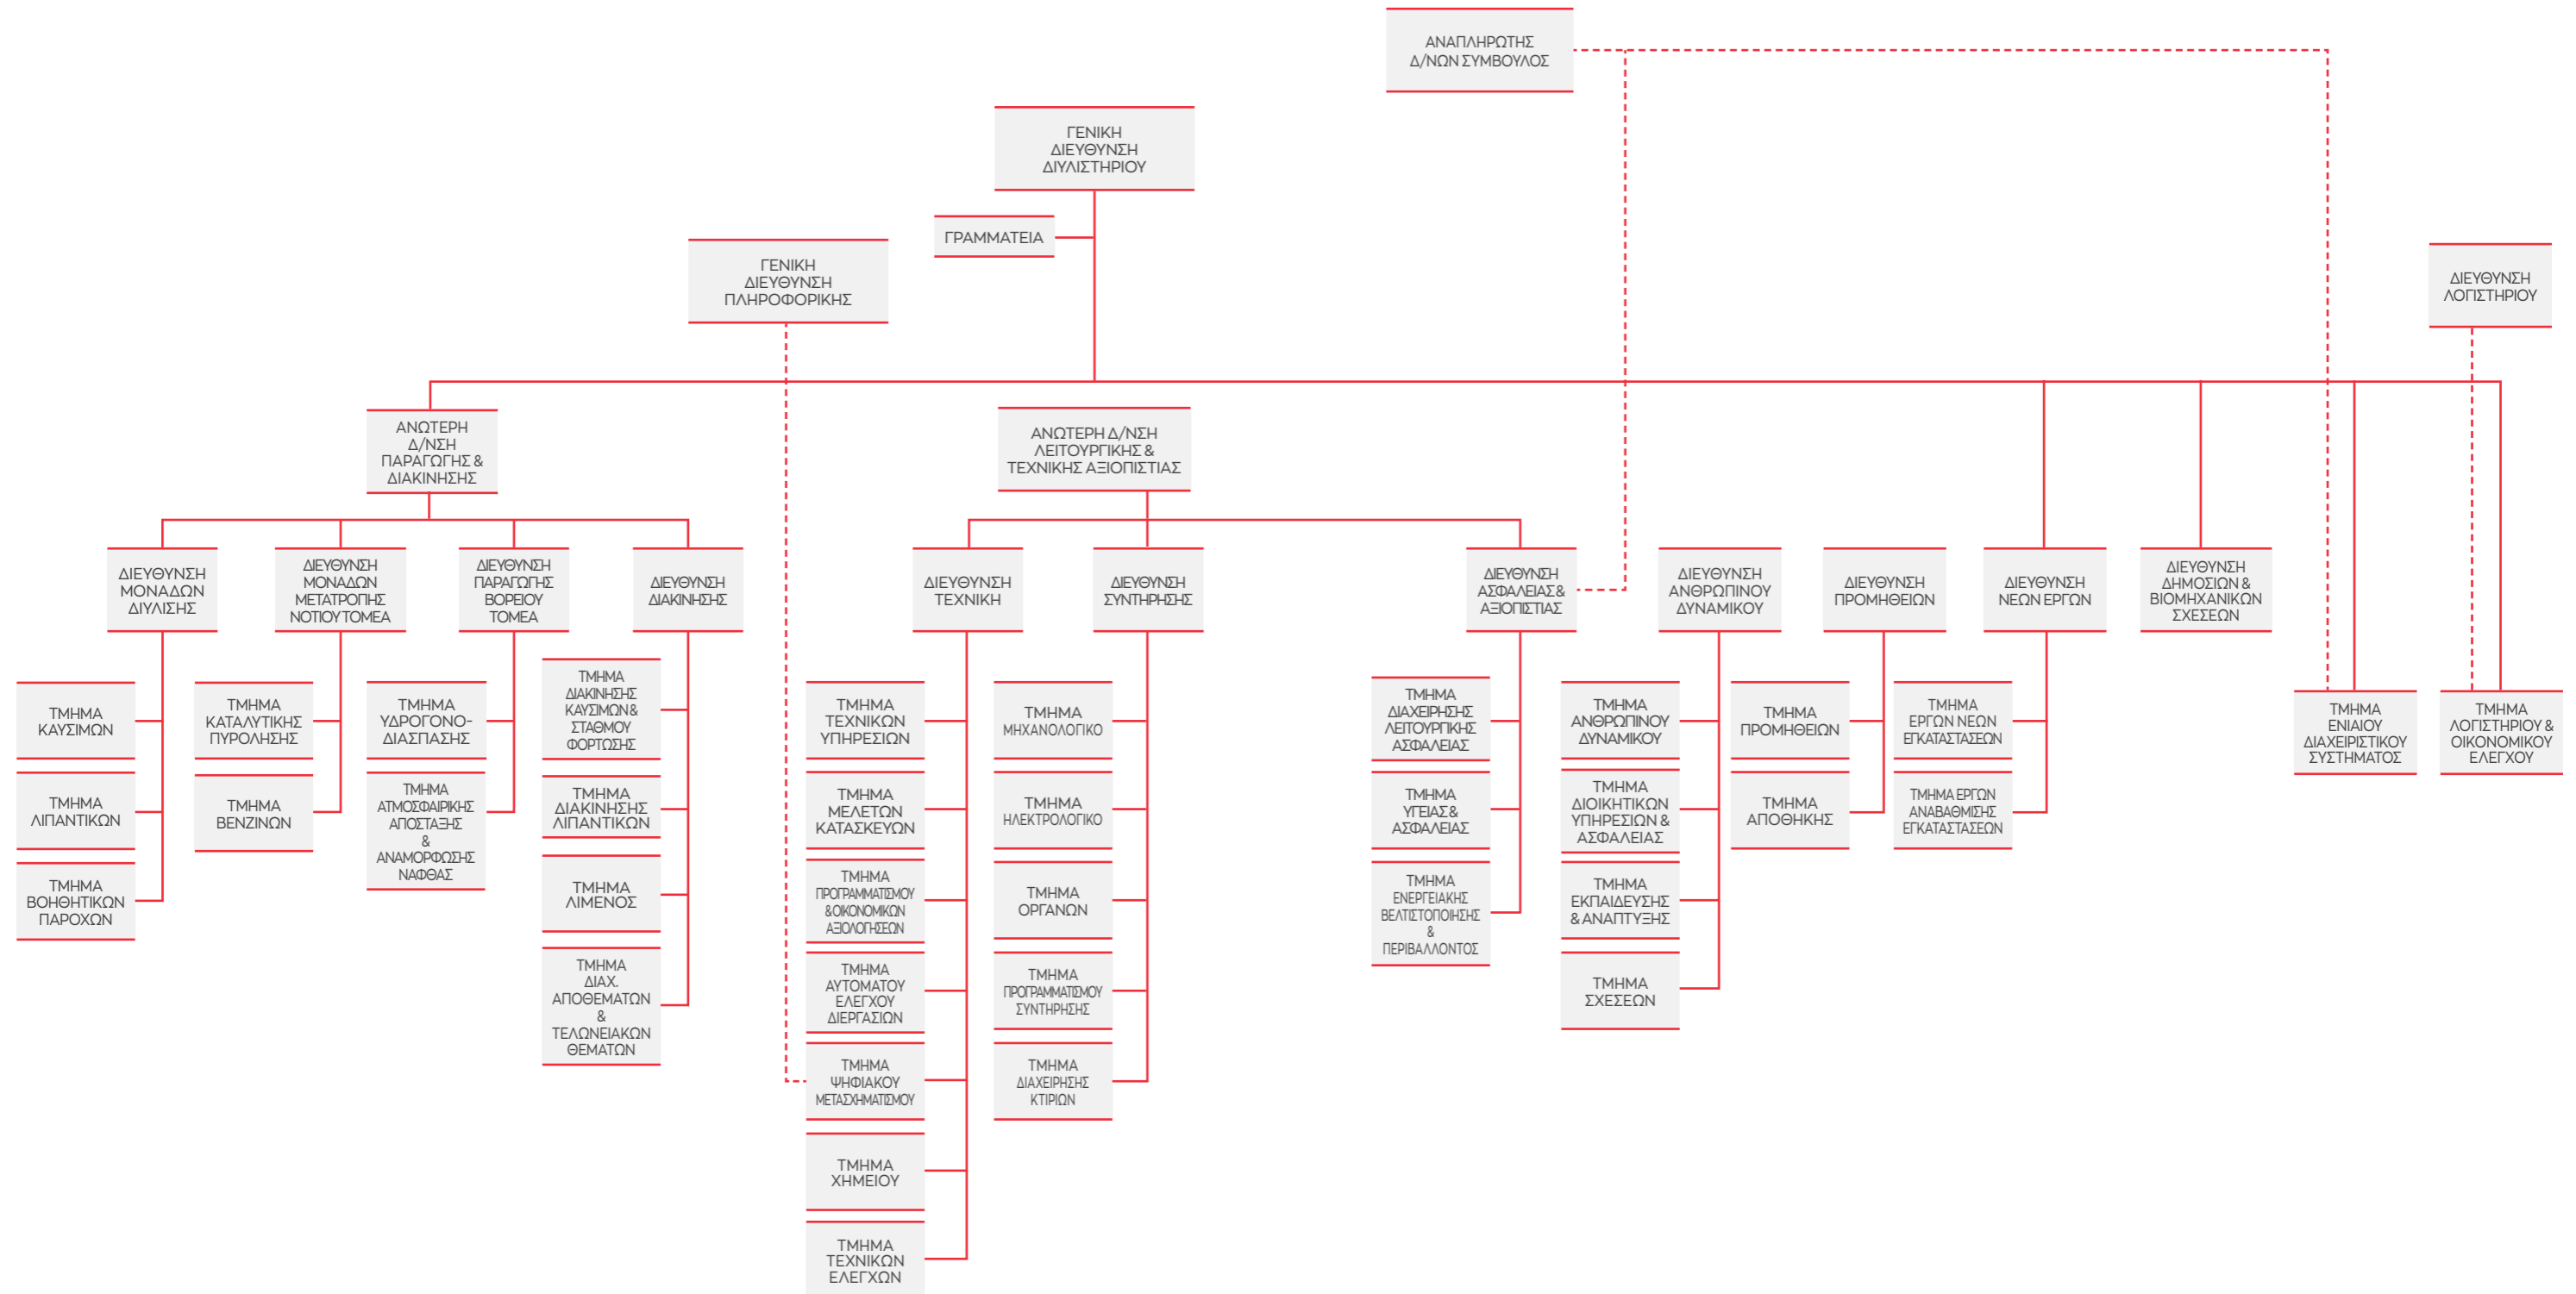 ΑΝΑΠΛΗΡΩΤΗΣ
Δ/ΝΩΝ ΣΥΜΒΟΥΛΟΣ
ΓΕΝΙΚΗ
ΔΙΕΥΘΥΝΣΗ
ΔΙΥΛΙΣΤΗΡΙΟΥ
ΓΡΑΜΜΑΤΕΙΑ
ΓΕΝΙΚΗ
ΔΙΕΥΘΥΝΣΗ
ΠΛΗΡΟΦΟΡΙΚΗΣ
ΔΙΕΥΘΥΝΣΗ
ΛΟΓΙΣΤΗΡΙΟΥ
ΑΝΩΤΕΡΗ
Δ/ΝΣΗ
ΠΑΡΑΓΩΓΗΣ &
ΔΙΑΚΙΝΗΣΗΣ
ΑΝΩΤΕΡΗ Δ/ΝΣΗ
ΛΕΙΤΟΥΡΓΙΚΗΣ &
ΤΕΧΝΙΚΗΣ ΑΞΙΟΠΙΣΤΙΑΣ
ΔΙΕΥΘΥΝΣΗ
ΜΟΝΑΔΩΝ
ΔΙΥΛΙΣΗΣ
ΔΙΕΥΘΥΝΣΗ
ΜΟΝΑΔΩΝ
ΜΕΤΑΤΡΟΠΗΣ
ΝΟΤΙΟΥ ΤΟΜΕΑ
ΔΙΕΥΘΥΝΣΗ
ΠΑΡΑΓΩΓΗΣ
ΒΟΡΕΙΟΥ
ΤΟΜΕΑ
ΔΙΕΥΘΥΝΣΗ
ΔΙΑΚΙΝΗΣΗΣ
ΔΙΕΥΘΥΝΣΗ
ΤΕΧΝΙΚΗ
ΔΙΕΥΘΥΝΣΗ
ΣΥΝΤΗΡΗΣΗΣ
ΔΙΕΥΘΥΝΣΗ
ΑΣΦΑΛΕΙΑΣ &
ΑΞΙΟΠΙΣΤΙΑΣ
ΔΙΕΥΘΥΝΣΗ
ΑΝΘΡΩΠΙΝΟΥ
ΔΥΝΑΜΙΚΟΥ
ΔΙΕΥΘΥΝΣΗ
ΠΡΟΜΗΘΕΙΩΝ
ΔΙΕΥΘΥΝΣΗ
ΝΕΩΝ ΕΡΓΩΝ
ΔΙΕΥΘΥΝΣΗ
ΔΗΜΟΣΙΩΝ &
ΒΙΟΜΗΧΑΝΙΚΩΝ
ΣΧΕΣΕΩΝ
ΤΜΗΜΑ
ΚΑΥΣΙΜΩΝ
ΤΜΗΜΑ
ΛΙΠΑΝΤΙΚΩΝ
ΤΜΗΜΑ
ΒΟΗΘΗΤΙΚΩΝ
ΠΑΡΟΧΩΝ
ΤΜΗΜΑ
ΚΑΤΑΛΥΤΙΚΗΣ
ΠΥΡΟΛΗΣΗΣ
ΤΜΗΜΑ
ΒΕΝΖΙΝΩΝ
ΤΜΗΜΑ
ΥΔΡΟΓΟΝΟ-
ΔΙΑΣΠΑΣΗΣ
ΤΜΗΜΑ
ΑΤΜΟΣΦΑΙΡΙΚΗΣ
ΑΠΟΣΤΑΞΗΣ
&
ΑΝΑΜΟΡΦΩΣΗΣ
ΝΑΦΘΑΣ
ΤΜΗΜΑ
ΔΙΑΚΙΝΗΣΗΣ
ΚΑΥΣΙΜΩΝ &
ΣΤΑΘΜΟΥ
ΦΟΡΤΩΣΗΣ
ΤΜΗΜΑ
ΔΙΑΚΙΝΗΣΗΣ
ΛΙΠΑΝΤΙΚΩΝ
ΤΜΗΜΑ
ΛΙΜΕΝΟΣ
ΤΜΗΜΑ
ΔΙΑΧ.
ΑΠΟΘΕΜΑΤΩΝ
&
ΤΕΛΩΝΕΙΑΚΩΝ
ΘΕΜΑΤΩΝ
ΤΜΗΜΑ
ΤΕΧΝΙΚΩΝ
ΥΠΗΡΕΣΙΩΝ
ΤΜΗΜΑ
ΜΕΛΕΤΩΝ
ΚΑΤΑΣΚΕΥΩΝ
ΤΜΗΜΑ
ΠΡΟΓΡΑΜΜΑΤΙΣΜΟΥ
& ΟΙΚΟΝΟΜΙΚΩΝ
ΑΞΙΟΛΟΓΗΣΕΩΝ
ΤΜΗΜΑ
ΑΥΤΟΜΑΤΟΥ
ΕΛΕΓΧΟΥ
ΔΙΕΡΓΑΣΙΩΝ
ΤΜΗΜΑ
ΨΗΦΙΑΚΟΥ
ΜΕΤΑΣΧΗΜΑΤΙΣΜΟΥ
ΤΜΗΜΑ
ΧΗΜΕΙΟΥ
ΤΜΗΜΑ
ΤΕΧΝΙΚΩΝ
ΕΛΕΓΧΩΝ
ΤΜΗΜΑ
ΜΗΧΑΝΟΛΟΓΙΚΟ
ΤΜΗΜΑ
ΗΛΕΚΤΡΟΛΟΓΙΚΟ
ΤΜΗΜΑ
ΟΡΓΑΝΩΝ
ΤΜΗΜΑ
ΠΡΟΓΡΑΜΜΑΤΙΣΜΟΥ
ΣΥΝΤΗΡΗΣΗΣ
ΤΜΗΜΑ
ΔΙΑΧΕΙΡΗΣΗΣ
ΚΤΙΡΙΩΝ
ΤΜΗΜΑ
ΔΙΑΧΕΙΡΗΣΗΣ
ΛΕΙΤΟΥΡΓΙΚΗΣ
ΑΣΦΑΛΕΙΑΣ
ΤΜΗΜΑ
ΥΓΕΙΑΣ &
ΑΣΦΑΛΕΙΑΣ
ΤΜΗΜΑ
ΕΝΕΡΓΕΙΑΚΗΣ
ΒΕΛΤΙΣΤΟΠΟΙΗΣΗΣ
&
ΠΕΡΙΒΑΛΛΟΝΤΟΣ
ΤΜΗΜΑ
ΑΝΘΡΩΠΙΝΟΥ
ΔΥΝΑΜΙΚΟΥ
ΤΜΗΜΑ
ΔΙΟΙΚΗΤΙΚΩΝ
ΥΠΗΡΕΣΙΩΝ &
ΑΣΦΑΛΕΙΑΣ
ΤΜΗΜΑ
ΕΚΠΑΙΔΕΥΣΗΣ
& ΑΝΑΠΤΥΞΗΣ
ΤΜΗΜΑ
ΣΧΕΣΕΩΝ
ΤΜΗΜΑ
ΠΡΟΜΗΘΕΙΩΝ
ΤΜΗΜΑ
ΑΠΟΘΗΚΗΣ
ΤΜΗΜΑ
ΕΡΓΩΝ ΝΕΩΝ
ΕΓΚΑΤΑΣΤΑΣΕΩΝ
ΤΜΗΜΑ ΕΡΓΩΝ
ΑΝΑΒΑΘΜΙΣΗΣ
ΕΓΚΑΤΑΣΤΑΣΕΩΝ
ΤΜΗΜΑ
ΕΝΙΑΙΟΥ
ΔΙΑΧΕΙΡΙΣΤΙΚΟΥ
ΣΥΣΤΗΜΑΤΟΣ
ΤΜΗΜΑ
ΛΟΓΙΣΤΗΡΙΟΥ &
ΟΙΚΟΝΟΜΙΚΟΥ
ΕΛΕΓΧΟΥ